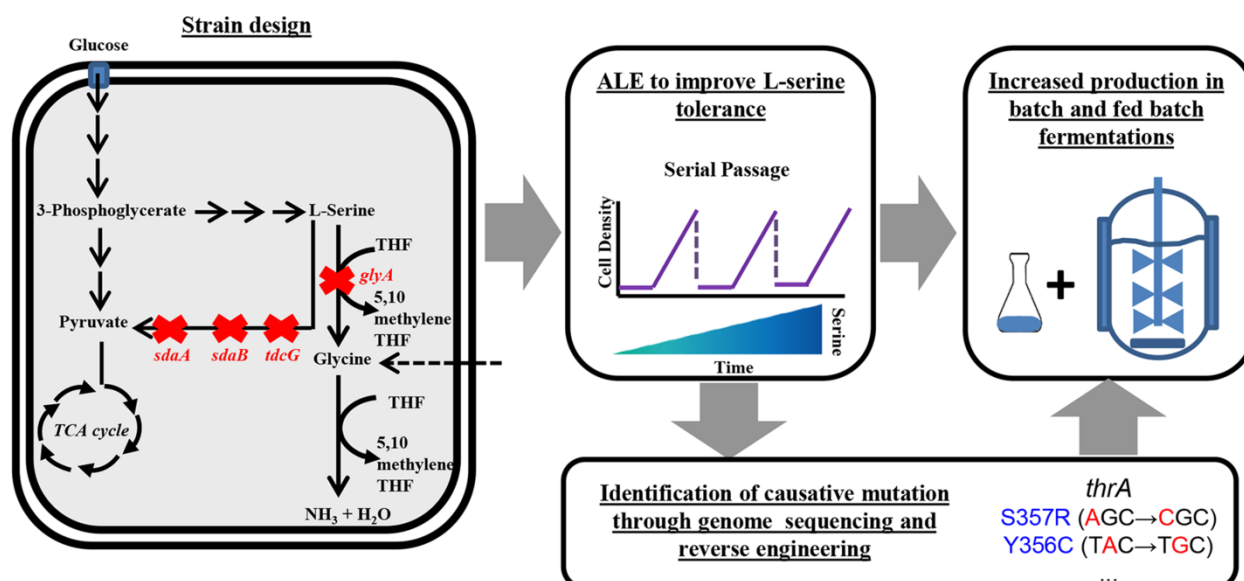 Strain design
Glucose
3-Phosphoglycerate
L-Serine
THF
glyA
5,10
methylene
THF
Pyruvate
sdaA
sdaB
tdcG
Glycine
THF
TCA cycle
5,10
methylene
THF
NH3 + H2O
ALE to improve L-serine
tolerance
Serial Passage
Cell Density
Serine
Time
Increased production in
batch and fed batch
fermentations
+
Identification of causative mutation
through genome sequencing and
reverse engineering
thrA
S357R (AGC→CGC)
Y356C (TAC→TGC)
...